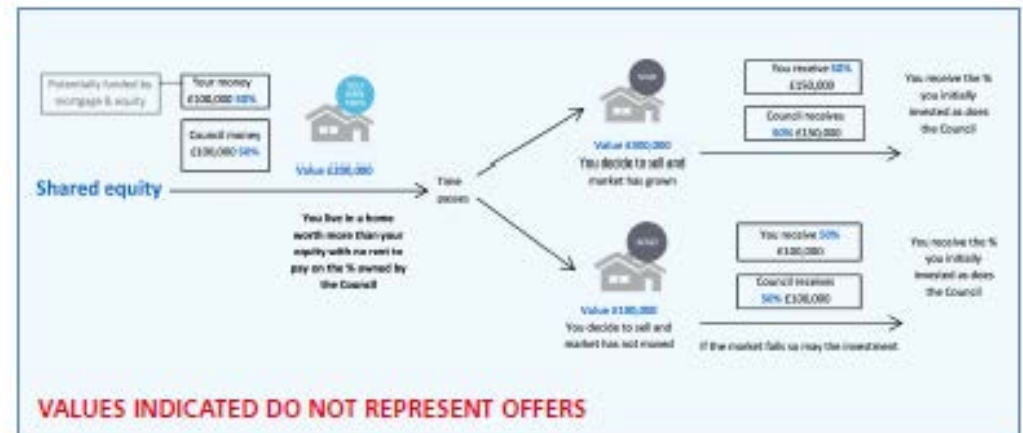 Potentially funded by
mortgage & equity
Your money
£100,000 50%
Council money
£100,000 50%
Value £200,000
Shared equity
You live in a home
worth more than your
equity with no rent to
pay on the % owned by
the Council
Time
passes
SOLD
Value £300,000
You decide to sell and
market has grown
You receive 50%
£150,000
Council receives
50% £150,000
You receive the %
you initially
invested as does
the Council
SOLD
You decide to sell and
market has not moved
You receive 50%
£100,000
Council receives
50% £100,000
You receive the %
you initially
invested as does
the Council
If the market falls so may the investment
VALUES INDICATED DO NOT REPRESENT OFFERS